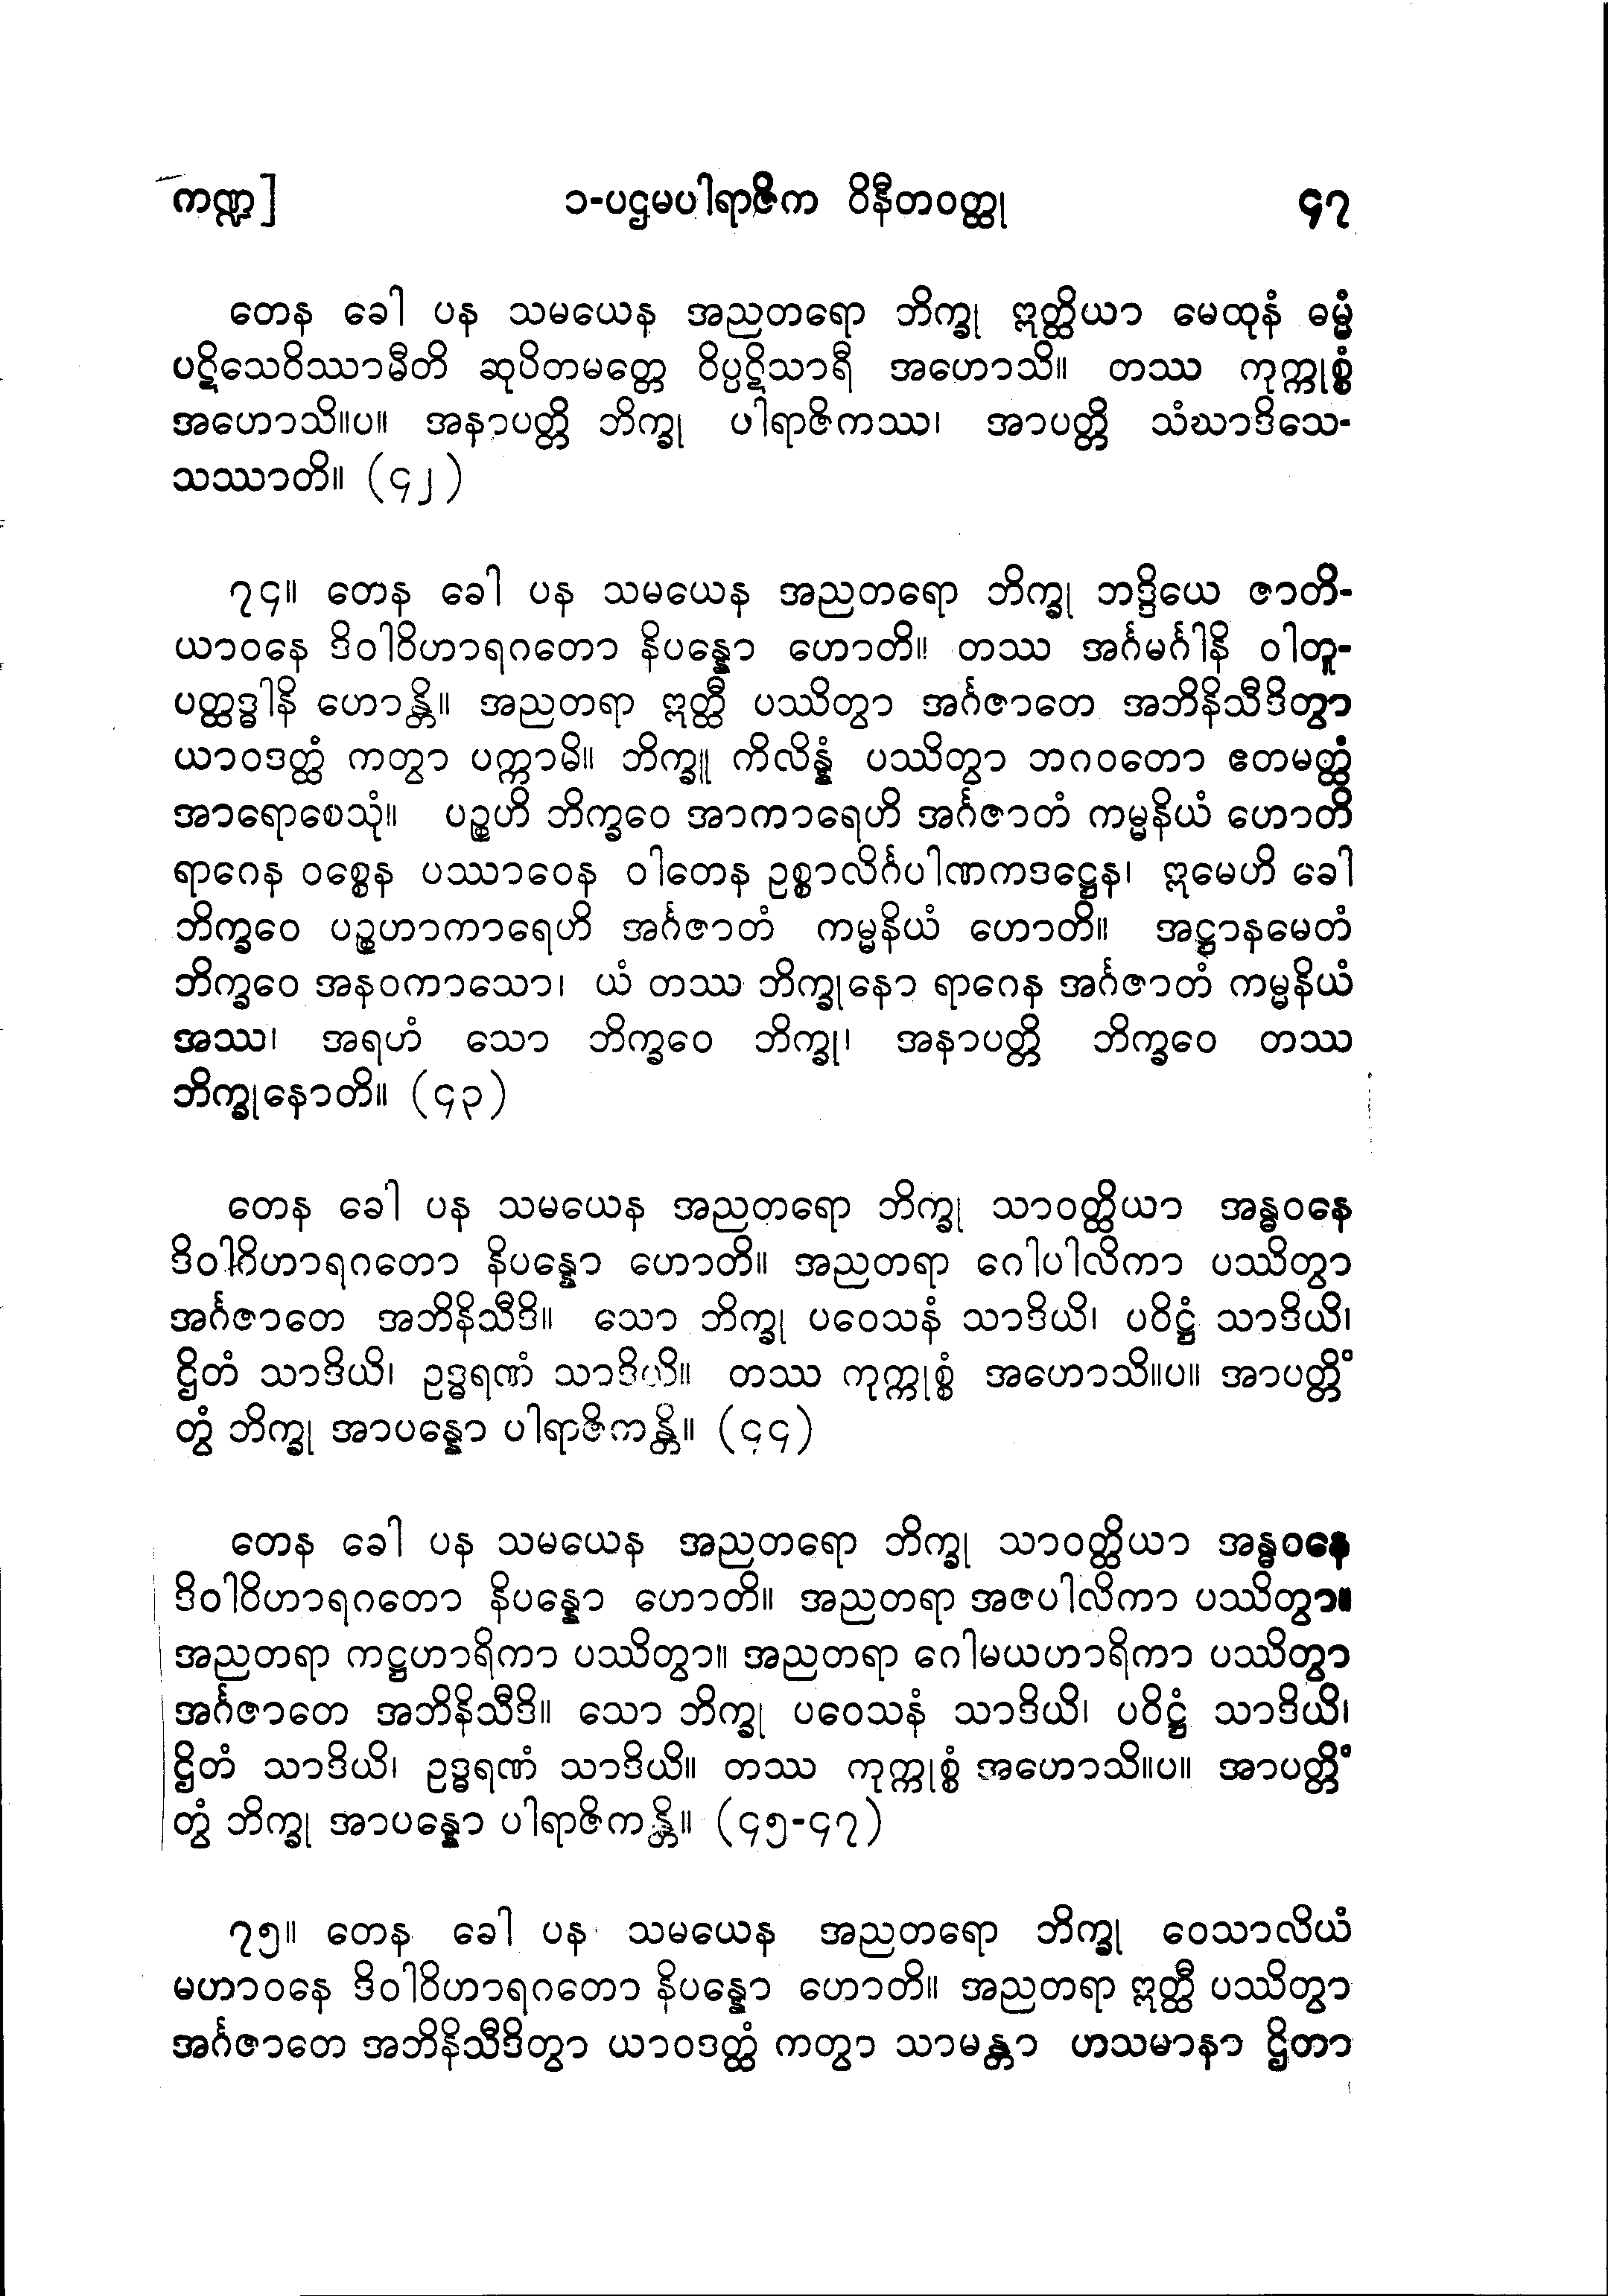 ကဏ္ဍ] ၁-ပဌမပါရာဇိက ဝိနီတဝတ္ထု ၄၇
တေန ခေါ ပန သမယေန အညတရော ဘိက္ခု ဣတ္ထိယာ မေထုနံ ဓမ္မံ
ပဋိသေဝိဿာမီတိ ဆုပိတမတ္တေ ဝိပ္ပဋိသာရီ အဟောသိ။ တဿ ကုက္ကုစ္စံ
အဟောသိ။ပ။ အနာပတ္တိ ဘိက္ခု ပါရာဇိကဿ၊ အာပတ္တိ သံဃာဒိသေ-
သဿာတိ။ (၄၂)
၇၄။ တေန ခေါ ပန သမယေန အညတရော ဘိက္ခု ဘဒ္ဒိယေ ဇာတိ-
ယာဝနေ ဒိဝါဝိဟာရဂတော နိပန္နော ဟောတိ။ တဿ အင်္ဂမင်္ဂါနိ ဝါတူ-
ပတ္ထဒ္ဓါနိ ဟောန္တိ။ အညတရာ ဣတ္ထီ ပဿိတွာ အင်္ဂဇာတေ အဘိနိသီဒိတွာ
ယာဝဒတ္ထံ ကတွာ ပက္ကာမိ။ ဘိက္ခူ ကိလိန္နံ ပဿိတွာ ဘဂဝတော ဧတမတ္ထံ
အာရောစေသုံ။ ပဉ္စဟိ ဘိက္ခဝေ အာကာရေဟိ အင်္ဂဇာတံ ကမ္မနိယံ ဟောတိ
ရာဂေန ဝစ္စေန ပဿာဝေန ဝါတေန ဥစ္စာလိင်္ဂပါဏကဒဋ္ဌေန၊ ဣမေဟိ ခေါ
ဘိက္ခဝေ ပဉ္စဟာကာရေဟိ အင်္ဂဇာတံ ကမ္မနိယံ ဟောတိ။ အဋ္ဌာနမေတံ
ဘိက္ခဝေ အနဝကာသော၊ ယံ တဿ ဘိက္ခုနော ရာဂေန အင်္ဂဇာတံ ကမ္မနိယံ
အဿ၊ အရဟံ သော ဘိက္ခဝေ ဘိက္ခု၊ အနာပတ္တိ ဘိက္ခဝေ တဿ
ဘိက္ခုနောတိ။ (၄၃)
တေန ခေါ ပန သမယေန အညတရော ဘိက္ခု သာဝတ္ထိယာ အန္ဓဝနေ
ဒိဝါဝိဟာရဂတော နိပန္နော ဟောတိ။ အညတရာ ဂေါပါလိကာ ပဿိတွာ
အင်္ဂဇာတေ အဘိနိသီဒိ။ သော ဘိက္ခု ပဝေသနံ သာဒိယိ၊ ပဝိဋ္ဌံ သာဒိယိ၊
ဌိတံ သာဒိယိ၊ ဥဒ္ဓရဏံ သာဒိယိ။ တဿ ကုက္ကုစ္စံ အဟောသိ။ပ။ အာပတ္တိံ
တွံ ဘိက္ခု အာပန္နော ပါရာဇိကန္တိ။ (၄၄)
တေန ခေါ ပန သမယေန အညတရော ဘိက္ခု သာဝတ္ထိယာ အန္ဓဝနေ
ဒိဝါဝိဟာရဂတော နိပန္နော ဟောတိ။ အညတရာ အဇပါလိကာ ပဿိတွာ။
အညတရာ ကဋ္ဌဟာရိကာ ပဿိတွာ။ အညတရာ ဂေါမယဟာရိကာ ပဿိတွာ
အင်္ဂဇာတေ အဘိနိသီဒိ။ သော ဘိက္ခု ပဝေသနံ သာဒိယိ၊ ပဝိဋ္ဌံ သာဒိယိ၊
ဌိတံ သာဒိယိ၊ ဥဒ္ဓရဏံ သာဒိယိ။ တဿ ကုက္ကုစ္စံ အဟောသိ။ပ။ အာပတ္တိံ
တွံ ဘိက္ခု အာပန္နော ပါရာဇိကန္တိ။ (၄၅-၄၇)
၇၅။ တေန ခေါ ပန သမယေန အညတရော ဘိက္ခု ဝေသာလိယံ
မဟာဝနေ ဒိဝါဝိဟာရဂတော နိပန္နော ဟောတိ။ အညတရာ ဣတ္ထီ ပဿိတွာ
အင်္ဂဇာတေ အဘိနိသီဒိတွာ ယာဝဒတ္ထံ ကတွာ သာမန္တာ ဟသမာနာ ဌိတာ